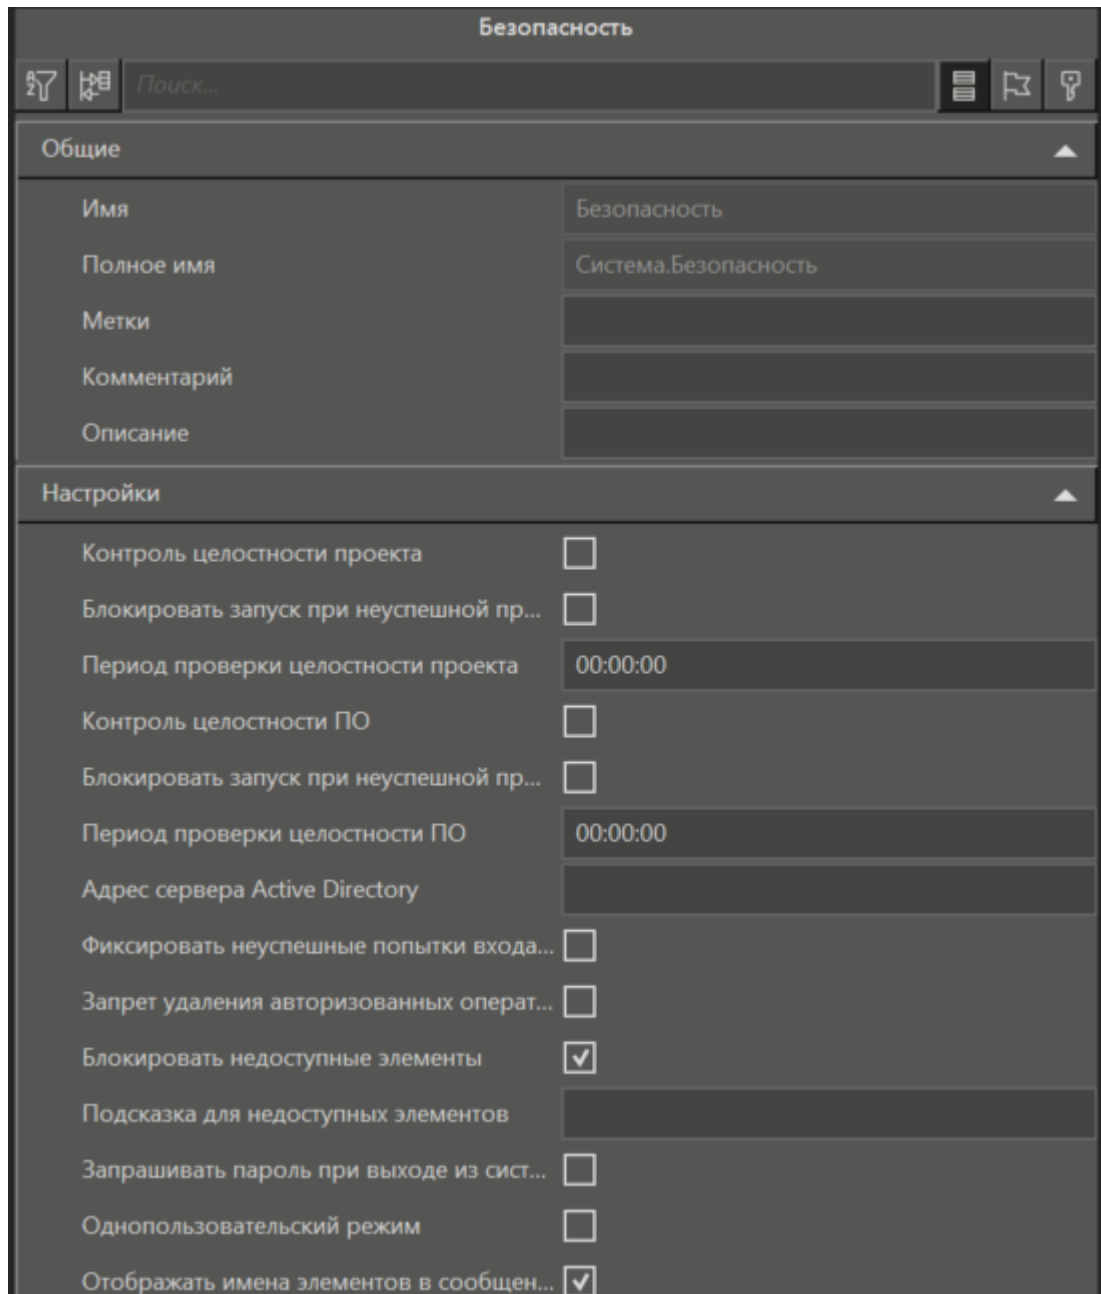 Безопасность
Поиск...
Общие
Имя Безопасность
Полное имя Система.Безопасность
Метки
Комментарий
Описание
Настройки
Контроль целостности проекта
Блокировать запуск при неуспешной пр...
Период проверки целостности проекта 00:00:00
Контроль целостности ПО
Блокировать запуск при неуспешной пр...
Период проверки целостности ПО 00:00:00
Адрес сервера Active Directory
Фиксировать неуспешные попытки входа...
Запрет удаления авторизованных операт...
Блокировать недоступные элементы
Подсказка для недоступных элементов
Запрашивать пароль при выходе из сист...
Однопользовательский режим
Отображать имена элементов в сообщен...